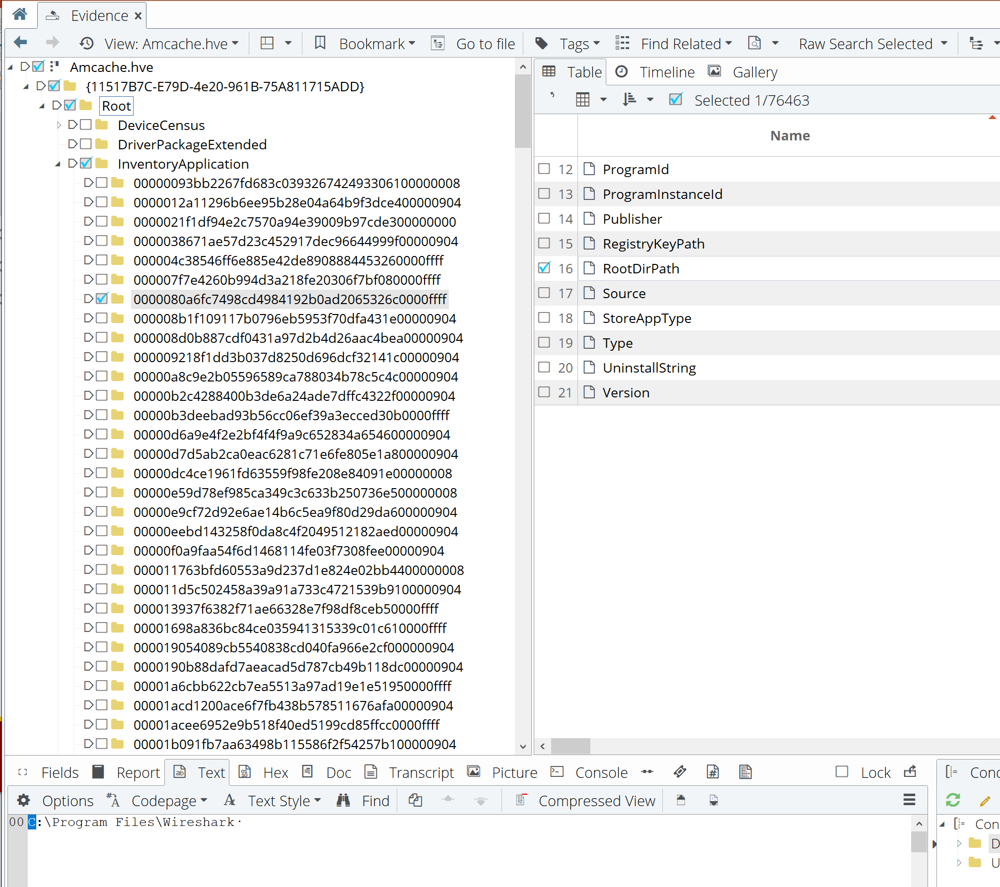 Evidence
View: Amcache.hve
Bookmark
Go to file
Tags
Find Related
Raw Search Selected
Amcache.hve
{11517B7C-E79D-4e20-961B-75A811715ADD}
Root
DeviceCensus
DriverPackageExtended
InventoryApplication
00000093bb2267fd683c039326742493306100000008
0000012a11296b6ee95b28e04a64b9f3dce400000904
0000021f1df94e2c7570a94e39009b97cde300000000
0000038671ae57d23c452917dec96644999f00000904
000004c38546ff6e885e42de8908884453260000ffff
000007f7e4260b994d3a218fe20306f7bf080000ffff
0000080a6fc7498cd4984192b0ad2065326c0000ffff
000008b1f109117b0796eb5953f70dfa431e00000904
000008d0b887cdf0431a97d2b4d26aac4bea00000904
000009218f1dd3b037d8250d696dcf32141c00000904
00000a8c9e2b05596589ca788034b78c5c4c00000904
00000b2c4288400b3de6a24ade7dffc4322f00000904
00000b3deebad93b56cc06ef39a3ecced30b0000ffff
00000d6a9e4f2e2bf4f4f9a9c652834a654600000904
00000d7d5ab2ca0eac6281c71e6fe805e1a800000904
00000dc4ce1961fd63559f98fe208e84091e00000008
00000e59d78ef985ca349c3c633b250736e500000008
00000e9cf72d92e6ae14b6c5ea9f80d29da600000904
00000eebd143258f0da8c4f2049512182aed00000904
00000f0a9faa54f6d1468114fe03f7308fee00000904
000011763bfd60553a9d237d1e824e02bb4400000008
000011d5c502458a39a91a733c4721539b9100000904
000013937f6382f71ae66328e7f98df8ceb50000ffff
00001698a836bc84ce035941315339c01c610000ffff
000019054089cb5540838cd040fa966e2cf000000904
0000190b88dafd7aeacad5d787cb49b118dc00000904
00001a6cbb622cb7ea5513a97ad19e1e51950000ffff
00001acd1200ace6f7fb438b578511676afa00000904
00001acee6952e9b518f40ed5199cd85ffcc0000ffff
00001b091fb7aa63498b115586f2f54257b100000904
Table
Timeline
Gallery
Selected 1/76463
Name
12 ProgramId
13 ProgramInstanceId
14 Publisher
15 RegistryKeyPath
16 RootDirPath
17 Source
18 StoreAppType
19 Type
20 UninstallString
21 Version
Fields
Report
Text
Hex
Doc
Transcript
Picture
Console
Lock
Options
Codepage
Text Style
Find
Compressed View
00 C:\Program Files\Wireshark·
Conc
Con
D
U